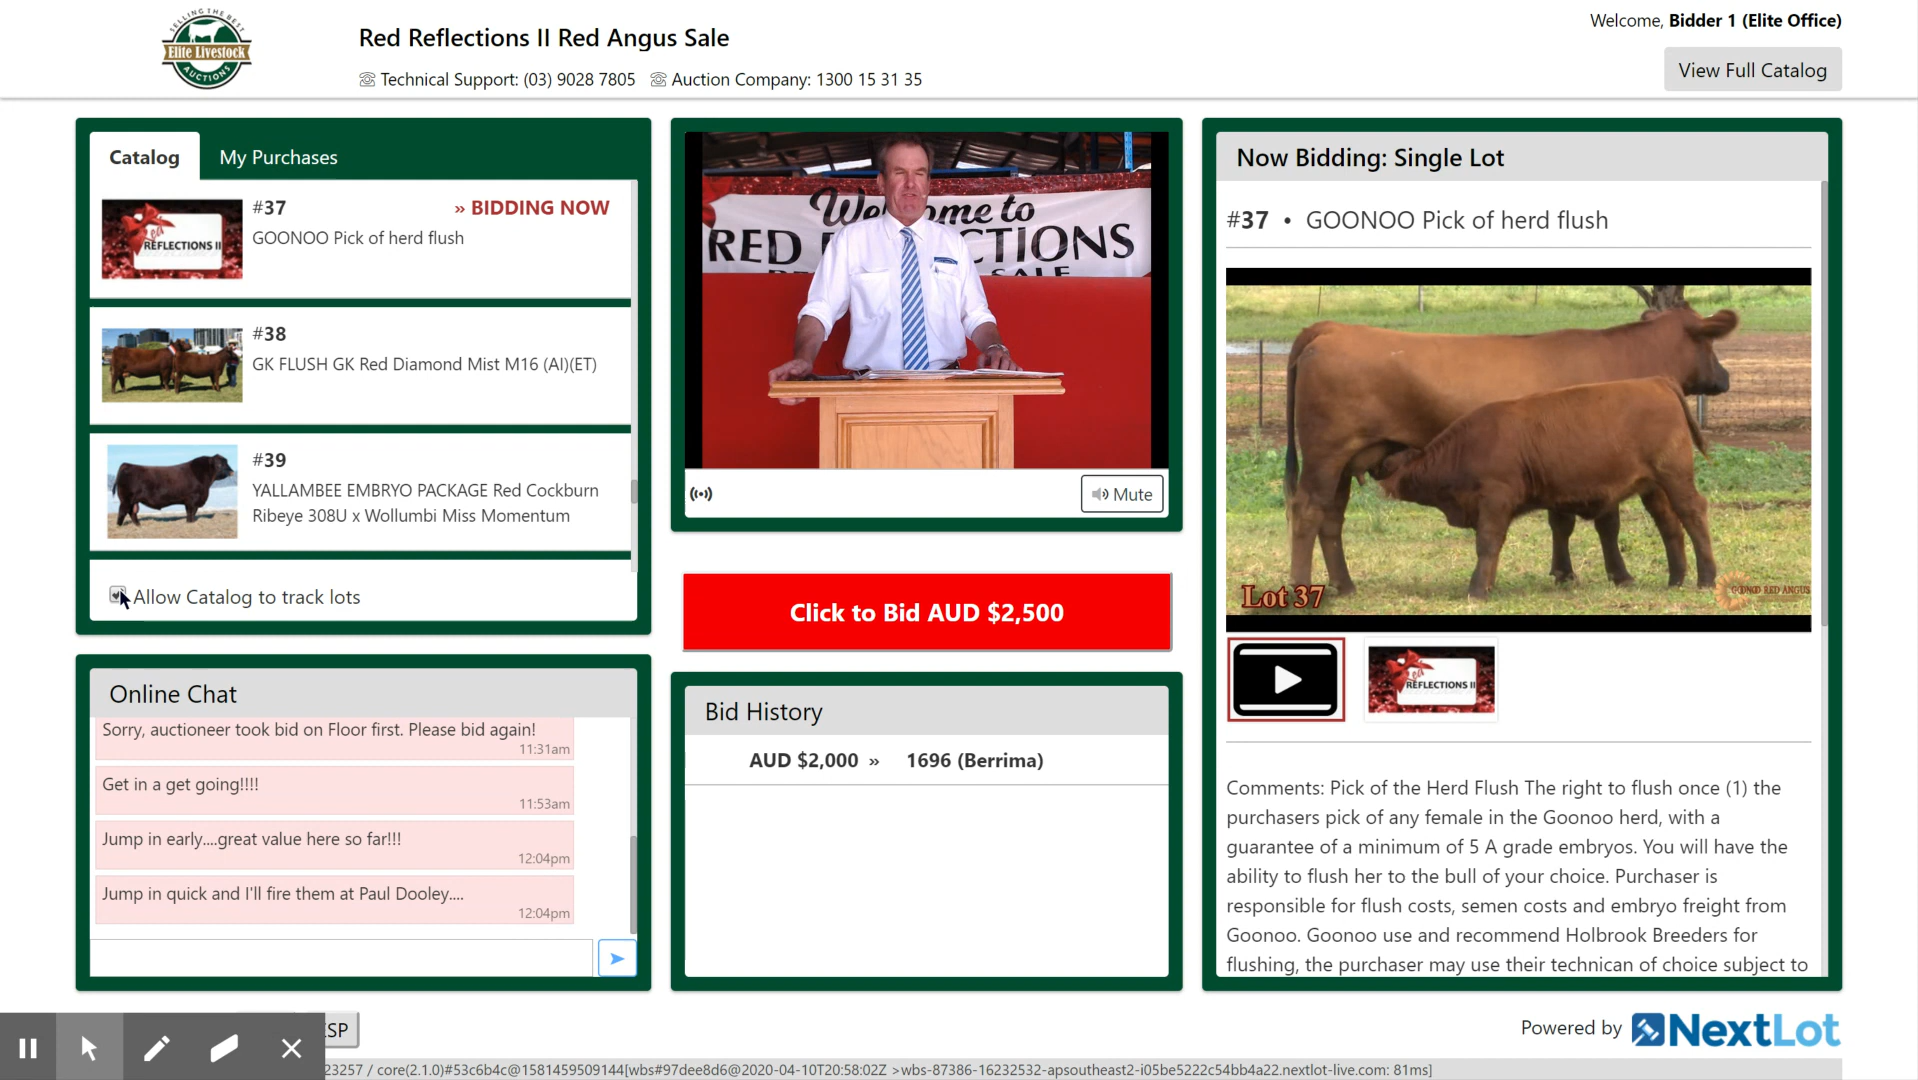 SELLING THE BEST
Elite Livestock
AUCTIONS
Red Reflections II Red Angus Sale
Technical Support: (03) 9028 7805 Auction Company: 1300 15 31 35
Welcome, Bidder 1 (Elite Office)
View Full Catalog
Catalog
My Purchases
REFLECTIONS II
#37
» BIDDING NOW
GOONOO Pick of herd flush
#38
GK FLUSH GK Red Diamond Mist M16 (AI)(ET)
#39
YALLAMBEE EMBRYO PACKAGE Red Cockburn
Ribeye 308U x Wollumbi Miss Momentum
Allow Catalog to track lots
Online Chat
Sorry, auctioneer took bid on Floor first. Please bid again!
11:31am
Get in a get going!!!!
11:53am
Jump in early....great value here so far!!!
12:04pm
Jump in quick and I'll fire them at Paul Dooley....
12:04pm
to
RED
CTIONS
SALE
Mute
Click to Bid AUD $2,500
Bid History
AUD $2,000 » 1696 (Berrima)
Now Bidding: Single Lot
#37 • GOONOO Pick of herd flush
Lot 37
GOONOO RED ANGUS
Red
REFLECTIONS II
Comments: Pick of the Herd Flush The right to flush once (1) the
purchasers pick of any female in the Goonoo herd, with a
guarantee of a minimum of 5 A grade embryos. You will have the
ability to flush her to the bull of your choice. Purchaser is
responsible for flush costs, semen costs and embryo freight from
Goonoo. Goonoo use and recommend Holbrook Breeders for
flushing, the purchaser may use their technican of choice subject to
SP
Powered by NextLot
23257 / core(2.1.0)#53c6b4c@1581459509144[wbs#97dee8d6@2020-04-10T20:58:02Z >wbs-87386-16232532-apsoutheast2-i05be5222c54bb4a22.nextlot-live.com: 81ms]